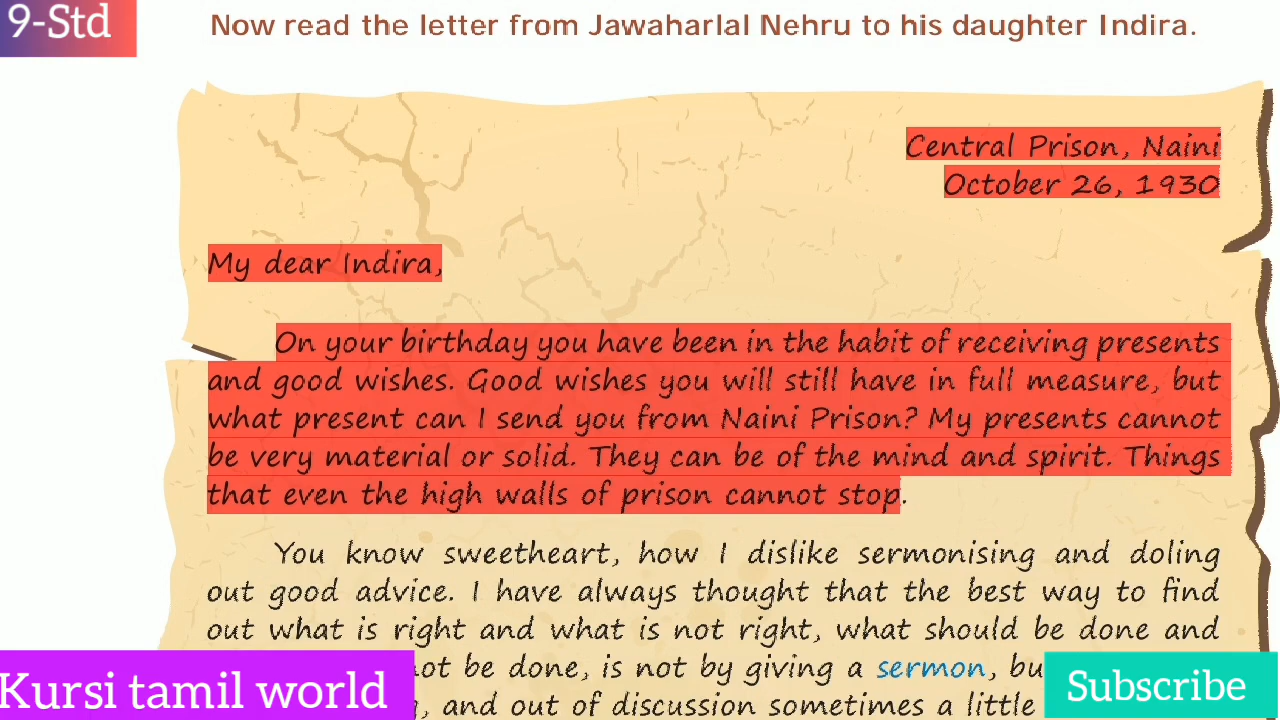 9-Std
Now read the letter from Jawaharlal Nehru to his daughter Indira.
Central Prison, Naini
October 26, 1930
My dear Indira,
On your birthday you have been in the habit of receiving presents
and good wishes. Good wishes you will still have in full measure, but
what present can I send you from Naini Prison? My presents cannot
be very material or solid. They can be of the mind and spirit. Things
that even the high walls of prison cannot stop.
You know sweetheart, how I dislike sermonising and doling
out good advice. I have always thought that the best way to find
out what is right and what is not right, what should be done and
not be done, is not by giving a sermon,
, and out of discussion sometimes a little
Kursi tamil world
Subscribe